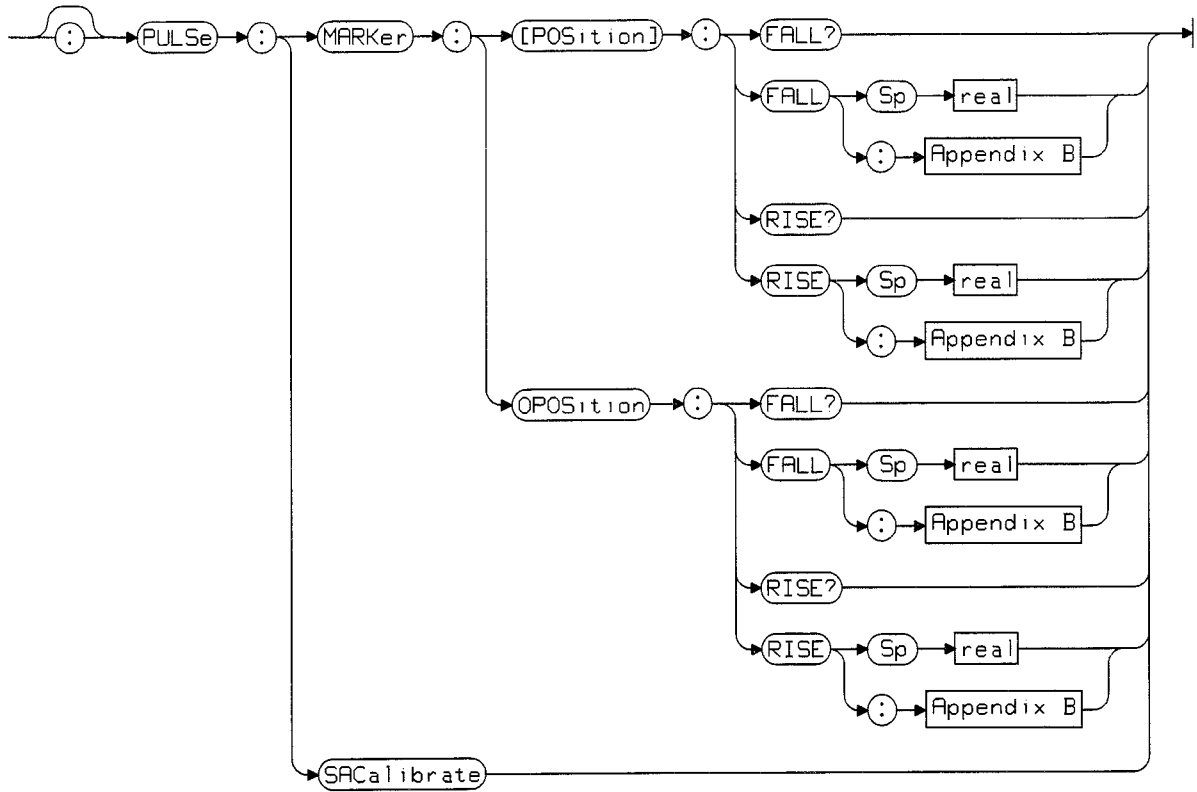 : PULSe : MARKer : [POSition] : FALL?
FALL Sp real
: Appendix B
RISE?
RISE Sp real
: Appendix B
OPOSition : FALL?
FALL Sp real
: Appendix B
RISE?
RISE Sp real
: Appendix B
SACalibrate